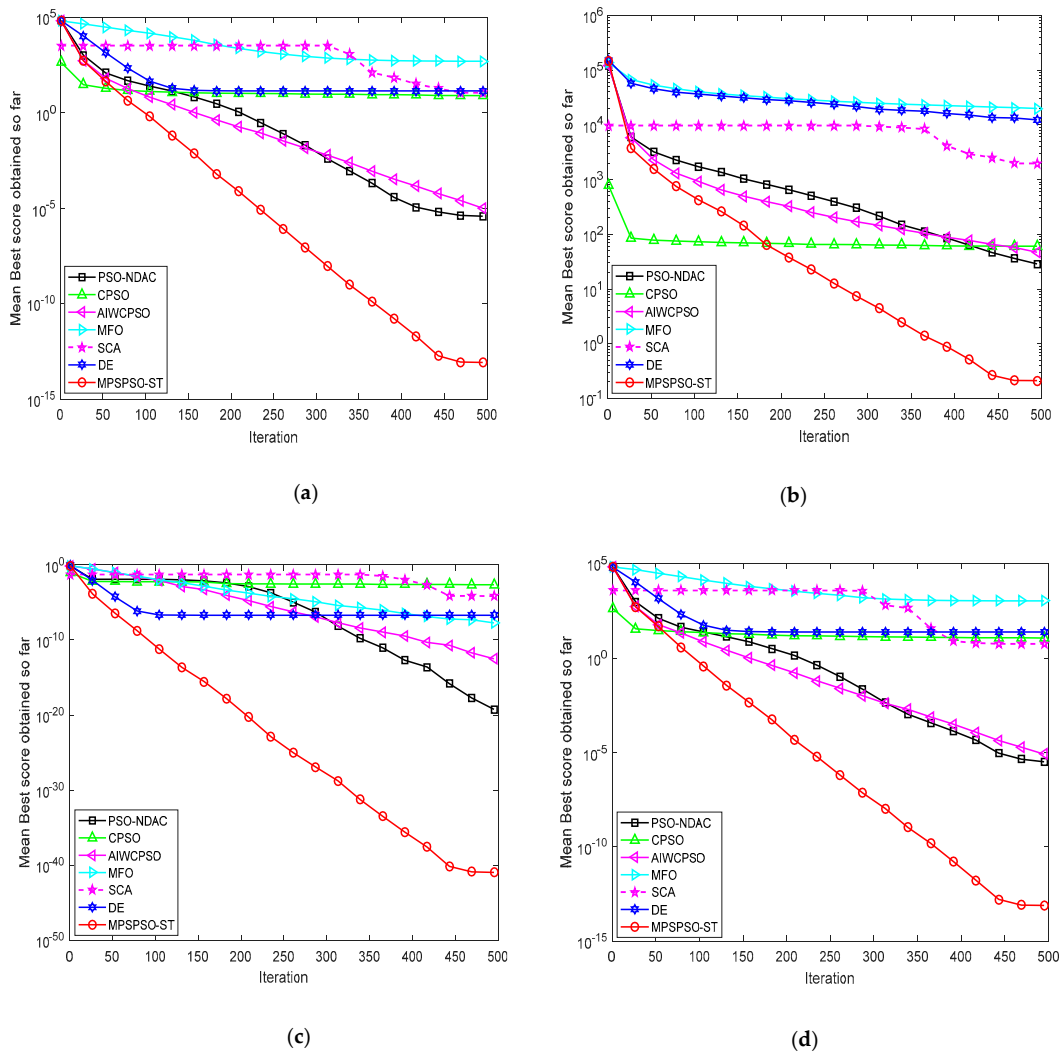 10^5
10^0
10^-5
10^-10
10^-15
Mean Best score obtained so far
PSO-NDAC
CPSO
AIWCPSO
MFO
SCA
DE
MPSPSO-ST
0 50 100 150 200 250 300 350 400 450 500
Iteration
(a)
10^6
10^5
10^4
10^3
10^2
10^1
10^0
10^-1
Mean Best score obtained so far
PSO-NDAC
CPSO
AIWCPSO
MFO
SCA
DE
MPSPSO-ST
0 50 100 150 200 250 300 350 400 450 500
Iteration
(b)
10^0
10^-10
10^-20
10^-30
10^-40
10^-50
Mean Best score obtained so far
PSO-NDAC
CPSO
AIWCPSO
MFO
SCA
DE
MPSPSO-ST
0 50 100 150 200 250 300 350 400 450 500
Iteration
(c)
10^5
10^0
10^-5
10^-10
10^-15
Mean Best score obtained so far
PSO-NDAC
CPSO
AIWCPSO
MFO
SCA
DE
MPSPSO-ST
0 50 100 150 200 250 300 350 400 450 500
Iteration
(d)